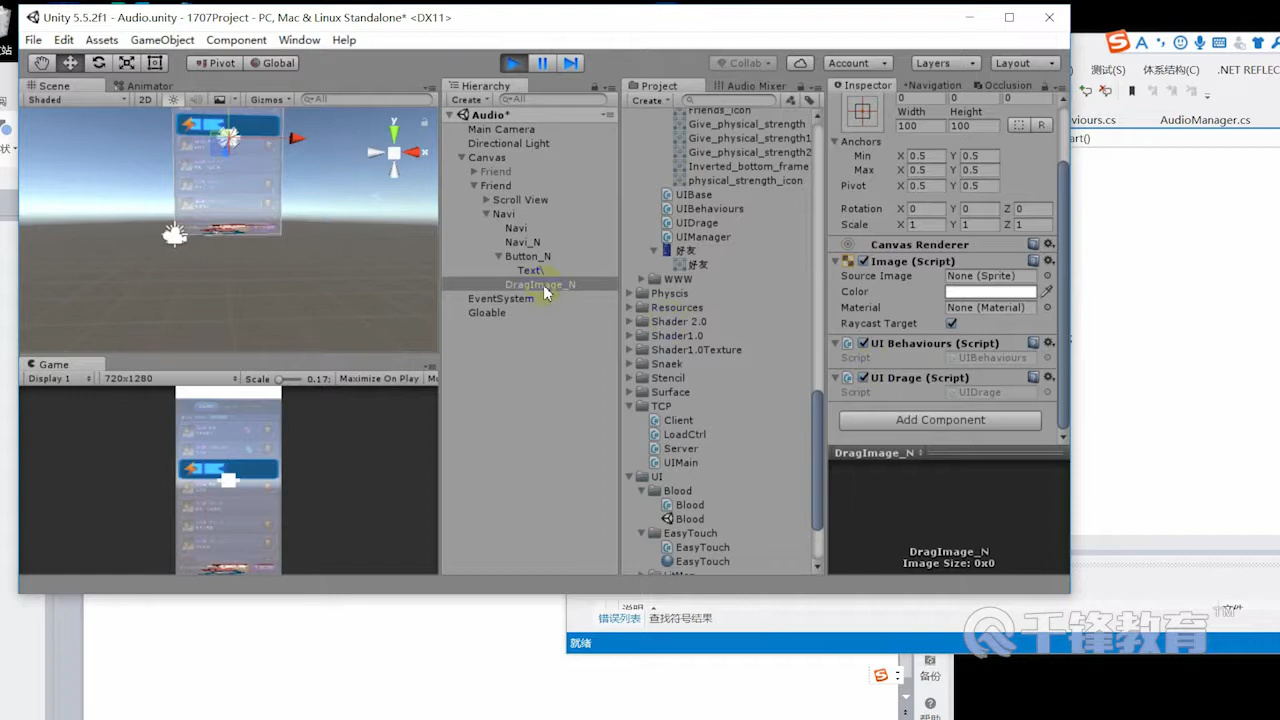 Unity 5.5.2f1 - Audio.unity - 1707Project - PC, Mac & Linux Standalone* <DX11>
File Edit Assets GameObject Component Window Help
Pivot Global Collab Account Layers Layout
测试(S) 体系结构(C) .NET REFLEC
Scene Animator
Shaded 2D Gizmos All
Hierarchy
Create All
Audio*
Main Camera
Directional Light
Canvas
Friend
Friend
Scroll View
Navi
Navi
Navi_N
Button_N
Text
DragImage_N
EventSystem
Gloable
Project Audio Mixer
Create
Friends_icon
Give_physical_strength
Give_physical_strength1
Give_physical_strength2
Inverted_bottom_frame
physical_strength_icon
UIBase
UIBehaviours
UIDrage
UIManager
好友
好友
WWW
Physcis
Resources
Shader 2.0
Shader1.0
Shader1.0Texture
Snaek
Stencil
Surface
TCP
Client
LoadCtrl
Server
UIMain
UI
Blood
Blood
Blood
EasyTouch
EasyTouch
EasyTouch
Inspector Navigation Occlusion
0 0 0
Width Height
100 100 R
Anchors
Min X 0.5 Y 0.5
Max X 0.5 Y 0.5
Pivot X 0.5 Y 0.5
Rotation X 0 Y 0 Z 0
Scale X 1 Y 1 Z 1
Canvas Renderer
Image (Script)
Source Image None (Sprite)
Color
Material None (Material)
Raycast Target
UI Behaviours (Script)
Script UIBehaviours
UI Drage (Script)
Script UIDrage
Add Component
DragImage_N
DragImage_N
Image Size: 0x0
Game
Display 1 720x1280 Scale 0.17: Maximize On Play Mu
viours.cs AudioManager.cs
art()
错误列表 查找符号结果
就绪
千锋教育 TM
备份